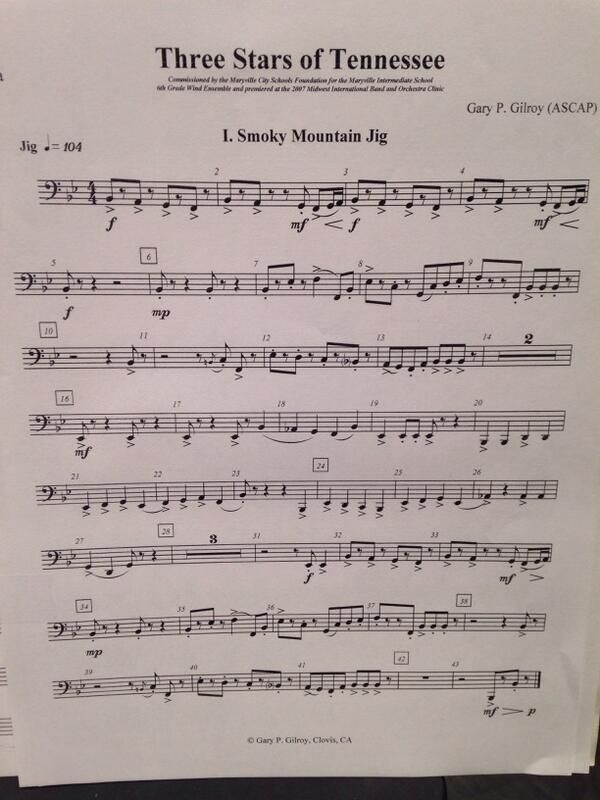 Three Stars of Tennessee
Commissioned by the Maryville City Schools Foundation for the Maryville Intermediate School
6th Grade Wind Ensemble and premiered at the 2007 Midwest International Band and Orchestra Clinic
Gary P. Gilroy (ASCAP)
I. Smoky Mountain Jig
Jig ♩= 104
2 3 4
f mf f mf
5 6 7 8 9
f mp
10 11 12 13 14 2
16 17 18 19 20
mf
21 22 23 24 25 26
27 28 3 31 32 33
f mf
34 35 36 37 38
mp
39 40 41 42 43
mf p
© Gary P. Gilroy, Clovis, CA